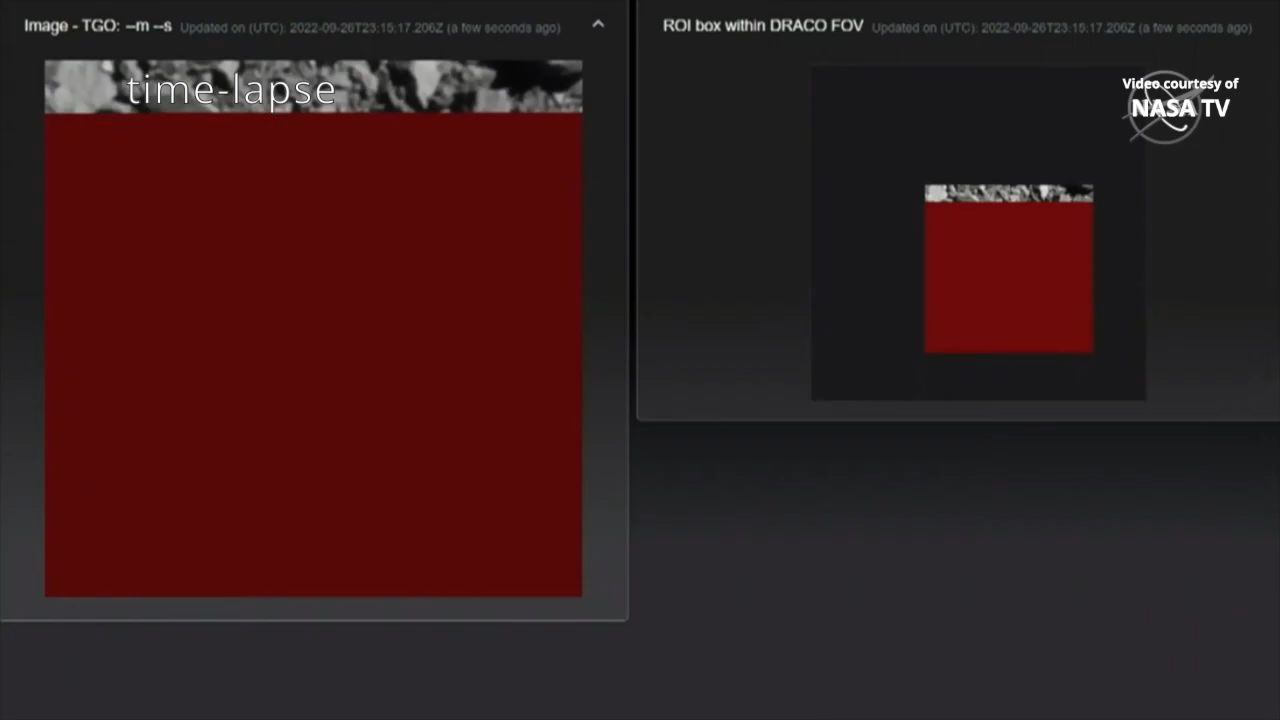 Image - TGO: --m --s Updated on (UTC): 2022-09-26T23:15:17.206Z (a few seconds ago)
time-lapse
ROI box within DRACO FOV Updated on (UTC): 2022-09-26T23:15:17.206Z (a few seconds ago)
Video courtesy of
NASA TV